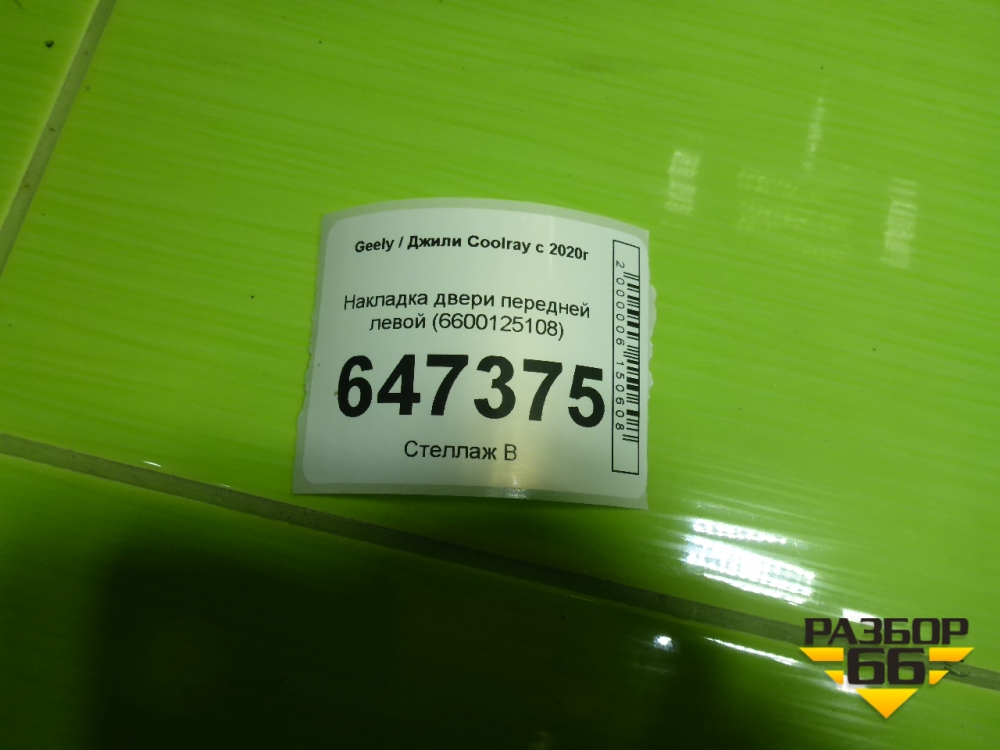 Geely / Джили Coolray с 2020г
Накладка двери передней
левой (6600125108)
647375
Стеллаж В
2000006150608
РАЗБОР
66